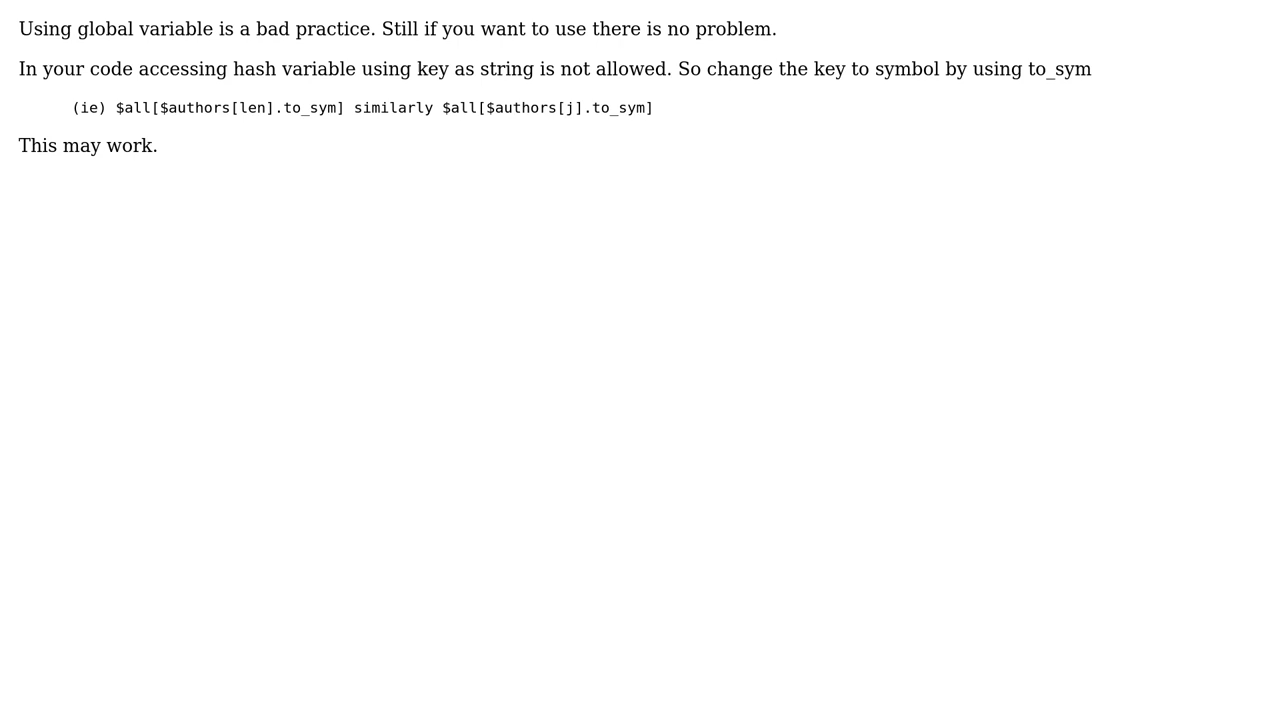 Using global variable is a bad practice. Still if you want to use there is no problem.
In your code accessing hash variable using key as string is not allowed. So change the key to symbol by using to_sym
(ie) $all[$authors[len].to_sym] similarly $all[$authors[j].to_sym]
This may work.